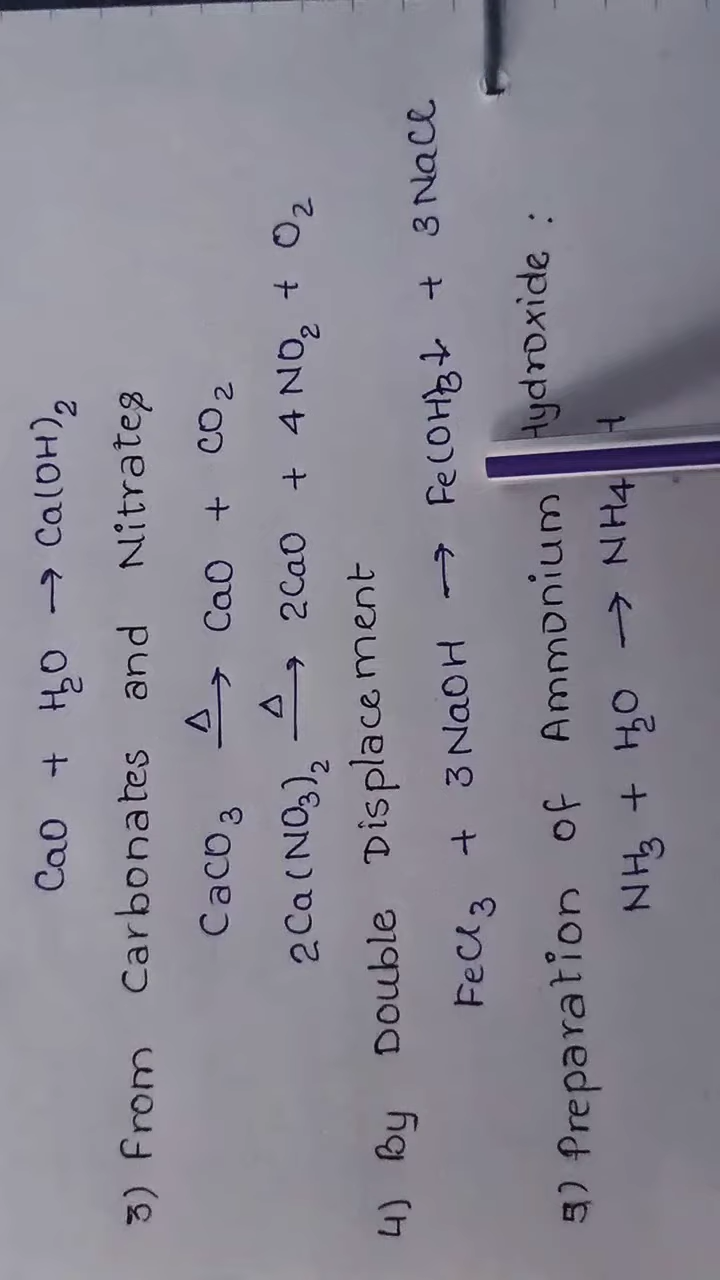 CaO + H₂O → Ca(OH)₂
3) From Carbonates and Nitrates
CaCO₃ —Δ→ CaO + CO₂
2Ca(NO₃)₂ —Δ→ 2CaO + 4NO₂ + O₂
4) By Double Displacement
FeCl₃ + 3NaOH → Fe(OH)₃↓ + 3NaCl
5) Preparation of Ammonium Hydroxide :
NH₃ + H₂O → NH₄